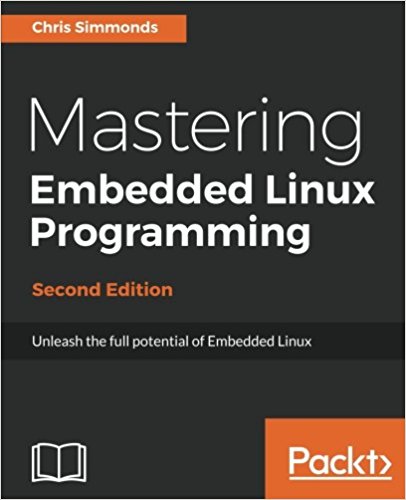 Chris Simmonds
Mastering
Embedded Linux
Programming
Second Edition
Unleash the full potential of Embedded Linux
Packt>